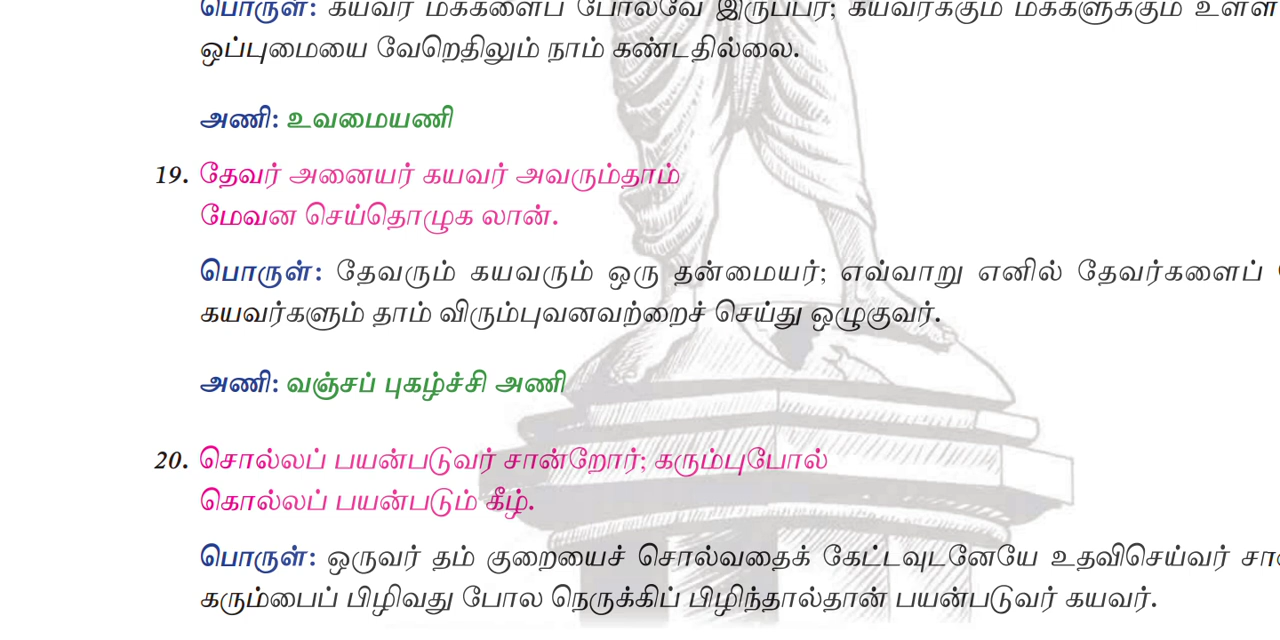 பொருள்: கயவர் மக்களைப் போலவே இருப்பர்; கயவர்க்கும் மக்களுக்கும் உள்ள
ஒப்புமையை வேறெதிலும் நாம் கண்டதில்லை.
அணி: உவமையணி
19. தேவர் அனையர் கயவர் அவரும்தாம்
மேவன செய்தொழுக லான்.
பொருள்: தேவரும் கயவரும் ஒரு தன்மையர்; எவ்வாறு எனில் தேவர்களைப்
கயவர்களும் தாம் விரும்புவனவற்றைச் செய்து ஒழுகுவர்.
அணி: வஞ்சப் புகழ்ச்சி அணி
20. சொல்லப் பயன்படுவர் சான்றோர்; கரும்புபோல்
கொல்லப் பயன்படும் கீழ்.
பொருள்: ஒருவர் தம் குறையைச் சொல்வதைக் கேட்டவுடனேயே உதவிசெய்வர்
கரும்பைப் பிழிவது போல நெருக்கிப் பிழிந்தால்தான் பயன்படுவர் கயவர்.